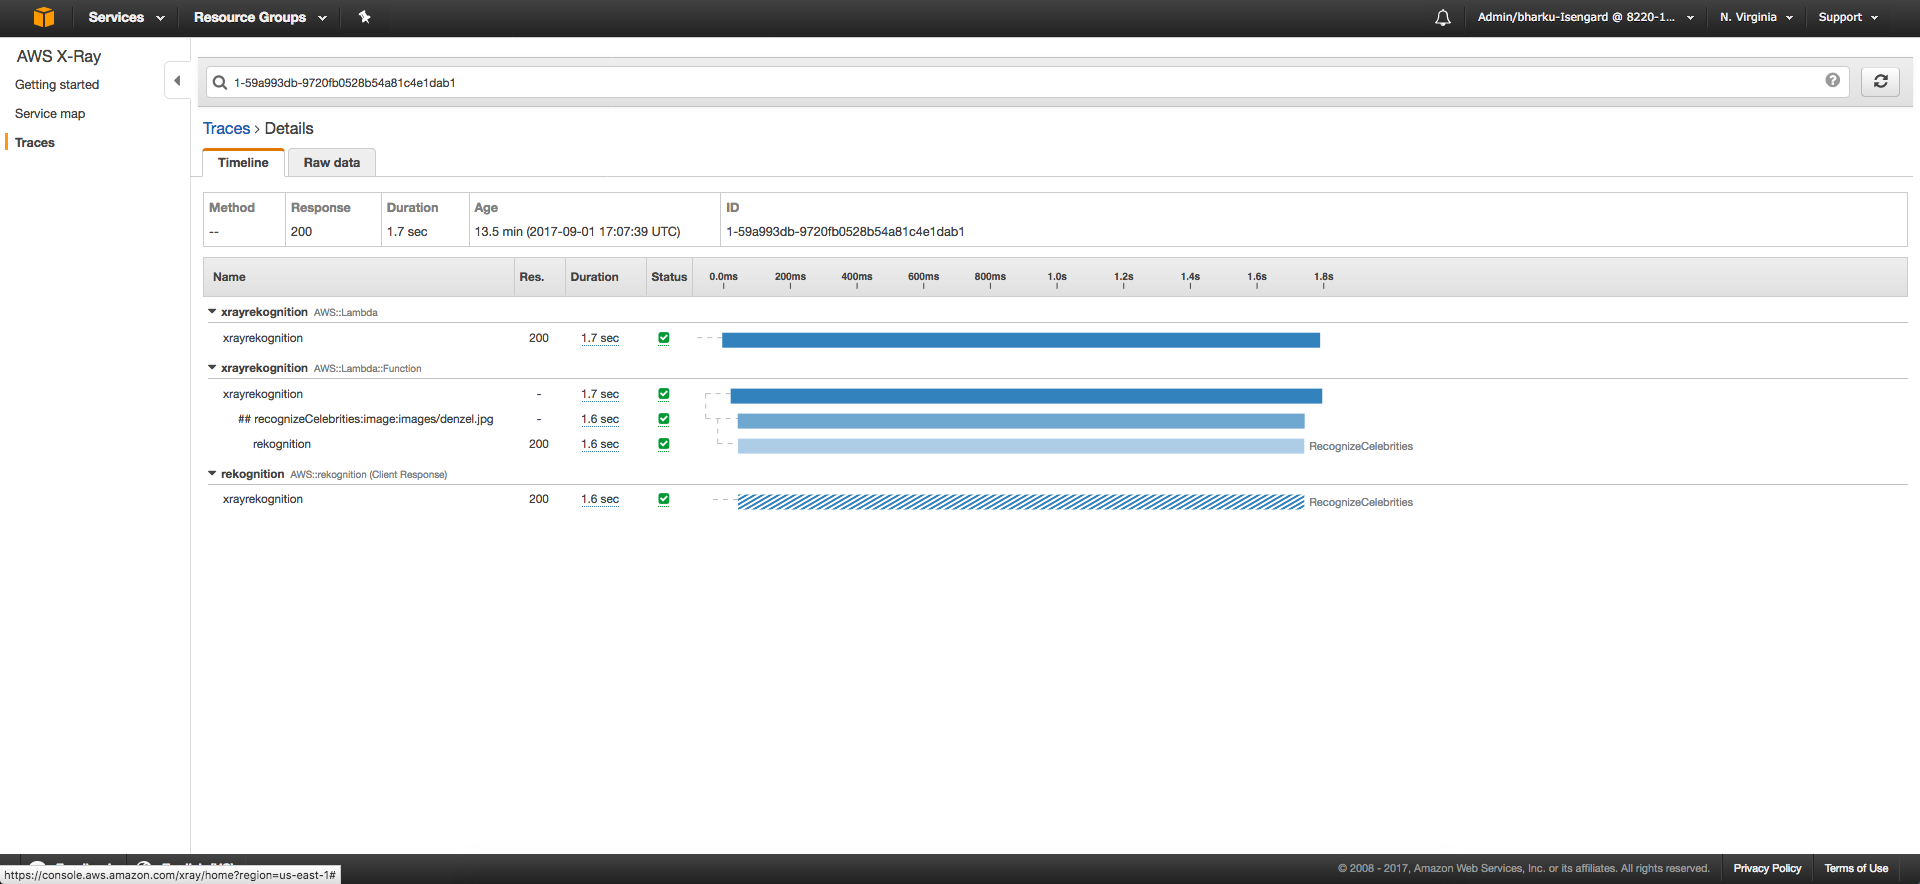 Services
Resource Groups
Admin/bharku-Isengard @ 8220-1...
N. Virginia
Support
AWS X-Ray
Getting started
Service map
Traces
1-59a993db-9720fb0528b54a81c4e1dab1
Traces > Details
Timeline
Raw data
Method Response Duration Age ID
-- 200 1.7 sec 13.5 min (2017-09-01 17:07:39 UTC) 1-59a993db-9720fb0528b54a81c4e1dab1
Name Res. Duration Status 0.0ms 200ms 400ms 600ms 800ms 1.0s 1.2s 1.4s 1.6s 1.8s
xrayrekognition AWS::Lambda
xrayrekognition 200 1.7 sec
xrayrekognition AWS::Lambda::Function
xrayrekognition - 1.7 sec
## recognizeCelebrities:image:images/denzel.jpg - 1.6 sec
rekognition 200 1.6 sec RecognizeCelebrities
rekognition AWS::rekognition (Client Response)
xrayrekognition 200 1.6 sec RecognizeCelebrities
© 2008 - 2017, Amazon Web Services, Inc. or its affiliates. All rights reserved. Privacy Policy Terms of Use
https://console.aws.amazon.com/xray/home?region=us-east-1#